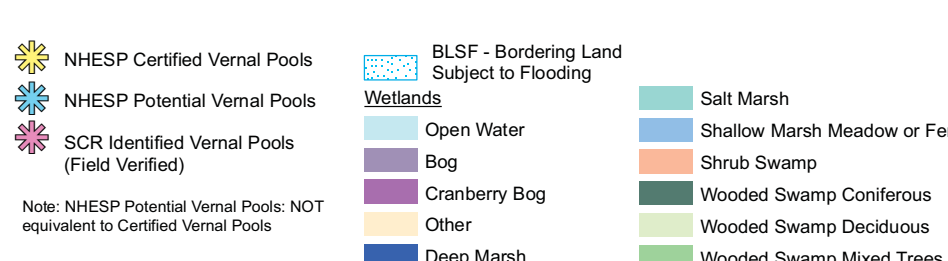 NHESP Certified Vernal Pools
NHESP Potential Vernal Pools
SCR Identified Vernal Pools
(Field Verified)
Note: NHESP Potential Vernal Pools: NOT
equivalent to Certified Vernal Pools
BLSF - Bordering Land
Subject to Flooding
Wetlands
Open Water
Bog
Cranberry Bog
Other
Deep Marsh
Salt Marsh
Shallow Marsh Meadow or
Shrub Swamp
Wooded Swamp Coniferous
Wooded Swamp Deciduous
Wooded Swamp Mixed Trees